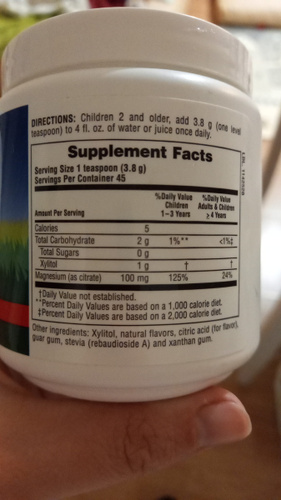 DIRECTIONS: Children 2 and older, add 3.8 g (one level
teaspoon) to 4 fl. oz. of water or juice once daily.
Supplement Facts
Serving Size 1 teaspoon (3.8 g)
Servings Per Container 45
Amount Per Serving %Daily Value Children 1–3 Years %Daily Value Adults & Children ≥ 4 Years
Calories 5
Total Carbohydrate 2 g 1%** <1%‡
Total Sugars 0 g
Xylitol 1 g † †
Magnesium (as citrate) 100 mg 125% 24%
†Daily Value not established.
**Percent Daily Values are based on a 1,000 calorie diet.
‡Percent Daily Values are based on a 2,000 calorie diet.
Other ingredients: Xylitol, natural flavors, citric acid (for flavor),
guar gum, stevia (rebaudioside A) and xanthan gum.